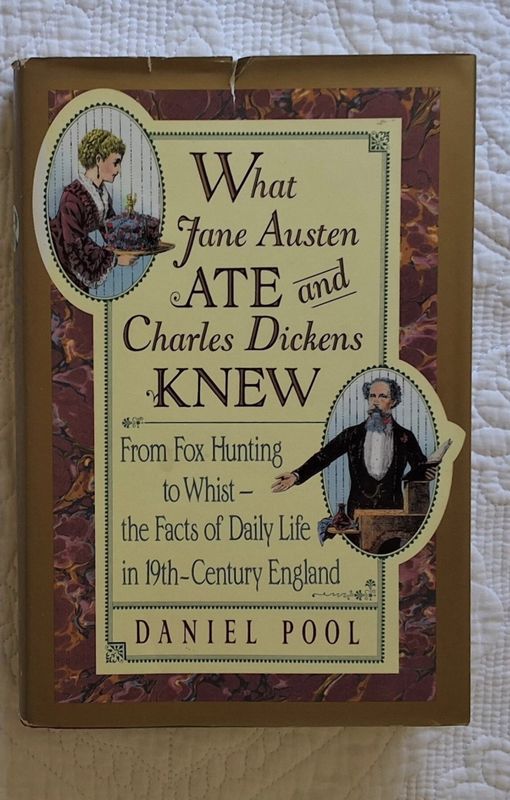 What
Jane Austen
ATE and
Charles Dickens
KNEW
From Fox Hunting
to Whist–
the Facts of Daily Life
in 19th-Century England
DANIEL POOL